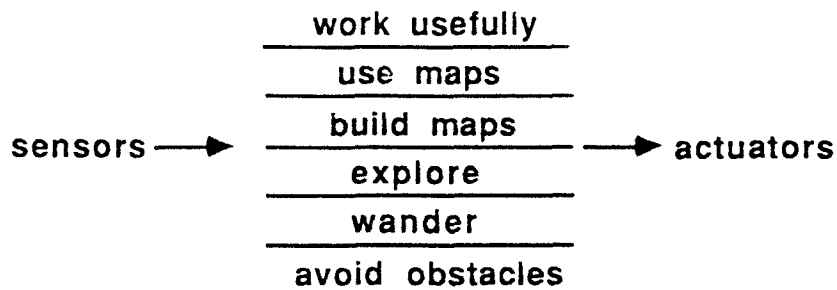 work usefully
use maps
build maps
sensors
actuators
explore
wander
avoid obstacles